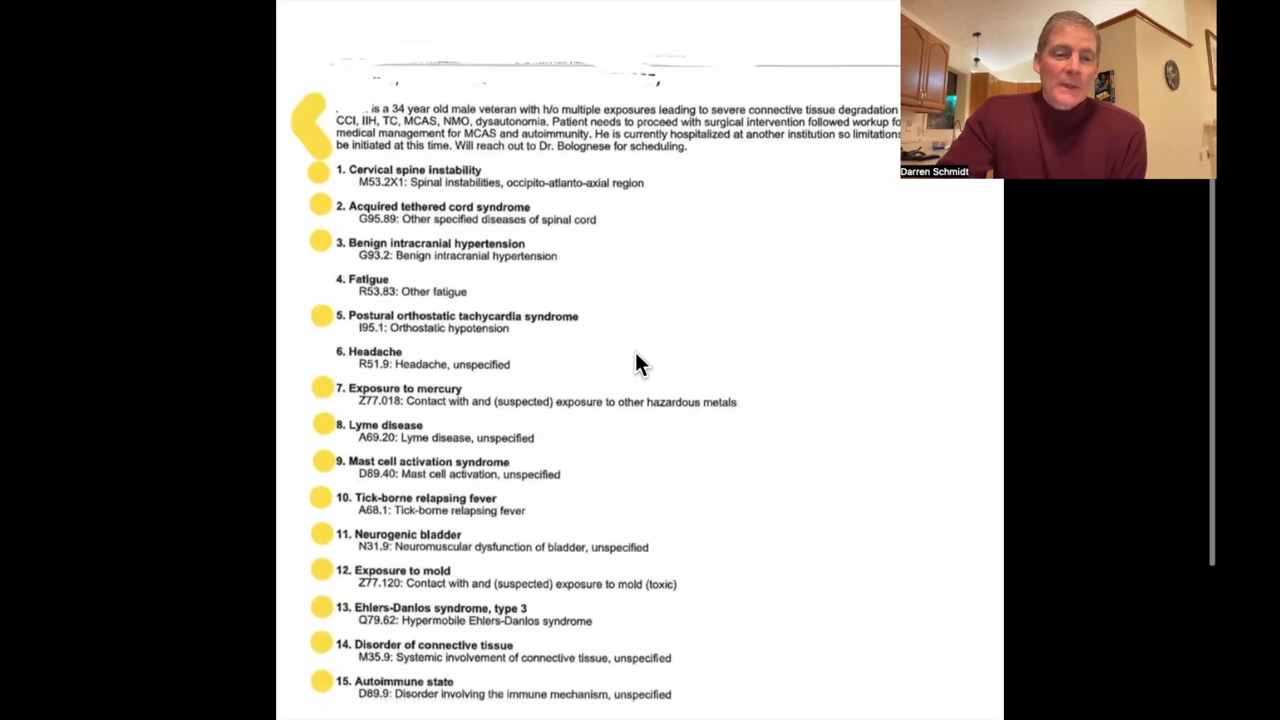 is a 34 year old male veteran with h/o multiple exposures leading to severe connective tissue degradation
CCI, IIH, TC, MCAS, NMO, dysautonomia. Patient needs to proceed with surgical intervention followed workup
medical management for MCAS and autoimmunity. He is currently hospitalized at another institution so limitations
be initiated at this time. Will reach out to Dr. Bolognese for scheduling.
1. Cervical spine instability
M53.2X1: Spinal instabilities, occipito-atlanto-axial region
2. Acquired tethered cord syndrome
G95.89: Other specified diseases of spinal cord
3. Benign intracranial hypertension
G93.2: Benign intracranial hypertension
4. Fatigue
R53.83: Other fatigue
5. Postural orthostatic tachycardia syndrome
I95.1: Orthostatic hypotension
6. Headache
R51.9: Headache, unspecified
7. Exposure to mercury
Z77.018: Contact with and (suspected) exposure to other hazardous metals
8. Lyme disease
A69.20: Lyme disease, unspecified
9. Mast cell activation syndrome
D89.40: Mast cell activation, unspecified
10. Tick-borne relapsing fever
A68.1: Tick-borne relapsing fever
11. Neurogenic bladder
N31.9: Neuromuscular dysfunction of bladder, unspecified
12. Exposure to mold
Z77.120: Contact with and (suspected) exposure to mold (toxic)
13. Ehlers-Danlos syndrome, type 3
Q79.62: Hypermobile Ehlers-Danlos syndrome
14. Disorder of connective tissue
M35.9: Systemic involvement of connective tissue, unspecified
15. Autoimmune state
D89.9: Disorder involving the immune mechanism, unspecified
Darren Schmidt